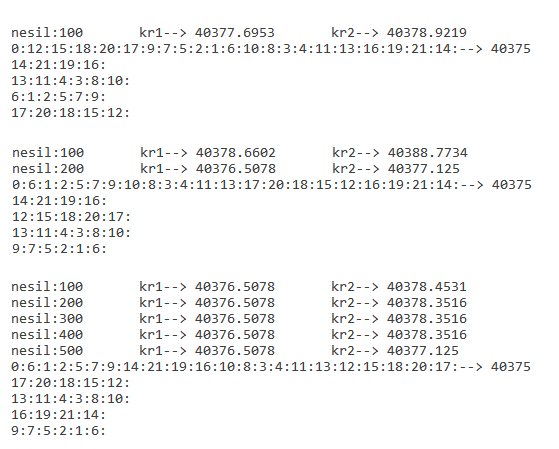 nesil:100 kr1--> 40377.6953 kr2--> 40378.9219
0:12:15:18:20:17:9:7:5:2:1:6:10:8:3:4:11:13:16:19:21:14:--> 40375
14:21:19:16:
13:11:4:3:8:10:
6:1:2:5:7:9:
17:20:18:15:12:
nesil:100 kr1--> 40378.6602 kr2--> 40388.7734
nesil:200 kr1--> 40376.5078 kr2--> 40377.125
0:6:1:2:5:7:9:10:8:3:4:11:13:17:20:18:15:12:16:19:21:14:--> 40375
14:21:19:16:
12:15:18:20:17:
13:11:4:3:8:10:
9:7:5:2:1:6:
nesil:100 kr1--> 40376.5078 kr2--> 40378.4531
nesil:200 kr1--> 40376.5078 kr2--> 40378.3516
nesil:300 kr1--> 40376.5078 kr2--> 40378.3516
nesil:400 kr1--> 40376.5078 kr2--> 40378.3516
nesil:500 kr1--> 40376.5078 kr2--> 40377.125
0:6:1:2:5:7:9:14:21:19:16:10:8:3:4:11:13:12:15:18:20:17:--> 40375
17:20:18:15:12:
13:11:4:3:8:10:
16:19:21:14:
9:7:5:2:1:6: